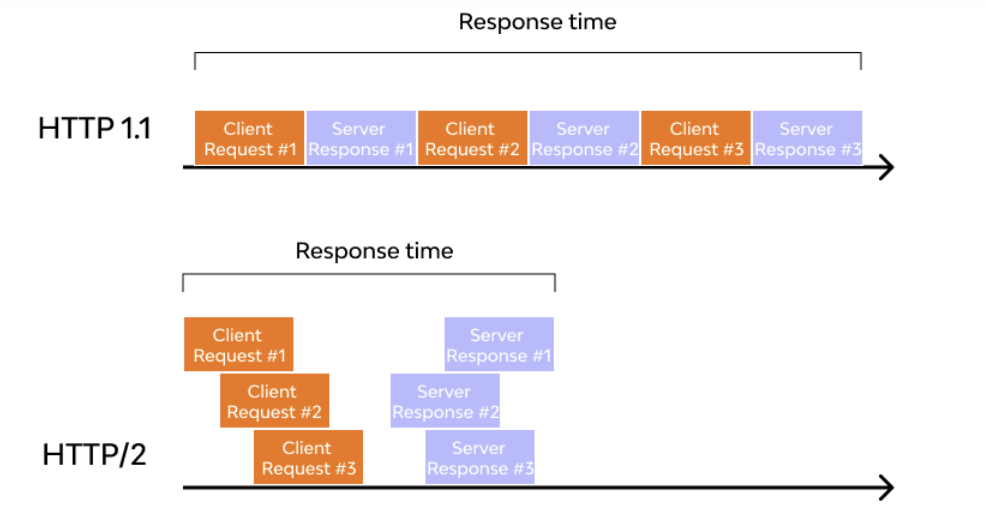 Response time
HTTP 1.1
Client
Request #1
Server
Response #1
Client
Request #2
Server
Response #2
Client
Request #3
Server
Response #3
Response time
Client
Request #1
Server
Response #1
Client
Request #2
Server
Response #2
HTTP/2
Client
Request #3
Server
Response #3